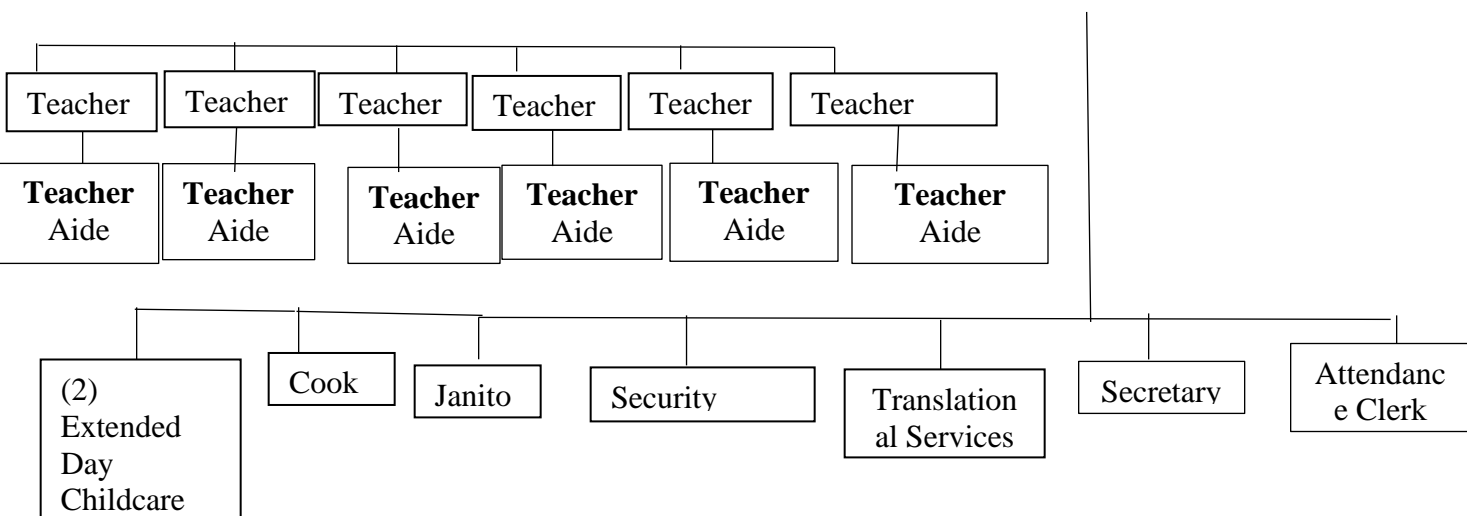 Teacher
Teacher
Teacher
Teacher
Teacher
Teacher
Teacher
Aide
Teacher
Aide
Teacher
Aide
Teacher
Aide
Teacher
Aide
Teacher
Aide
(2)
Extended
Day
Childcare
Cook
Janito
Security
Translation
al Services
Secretary
Attendanc
e Clerk